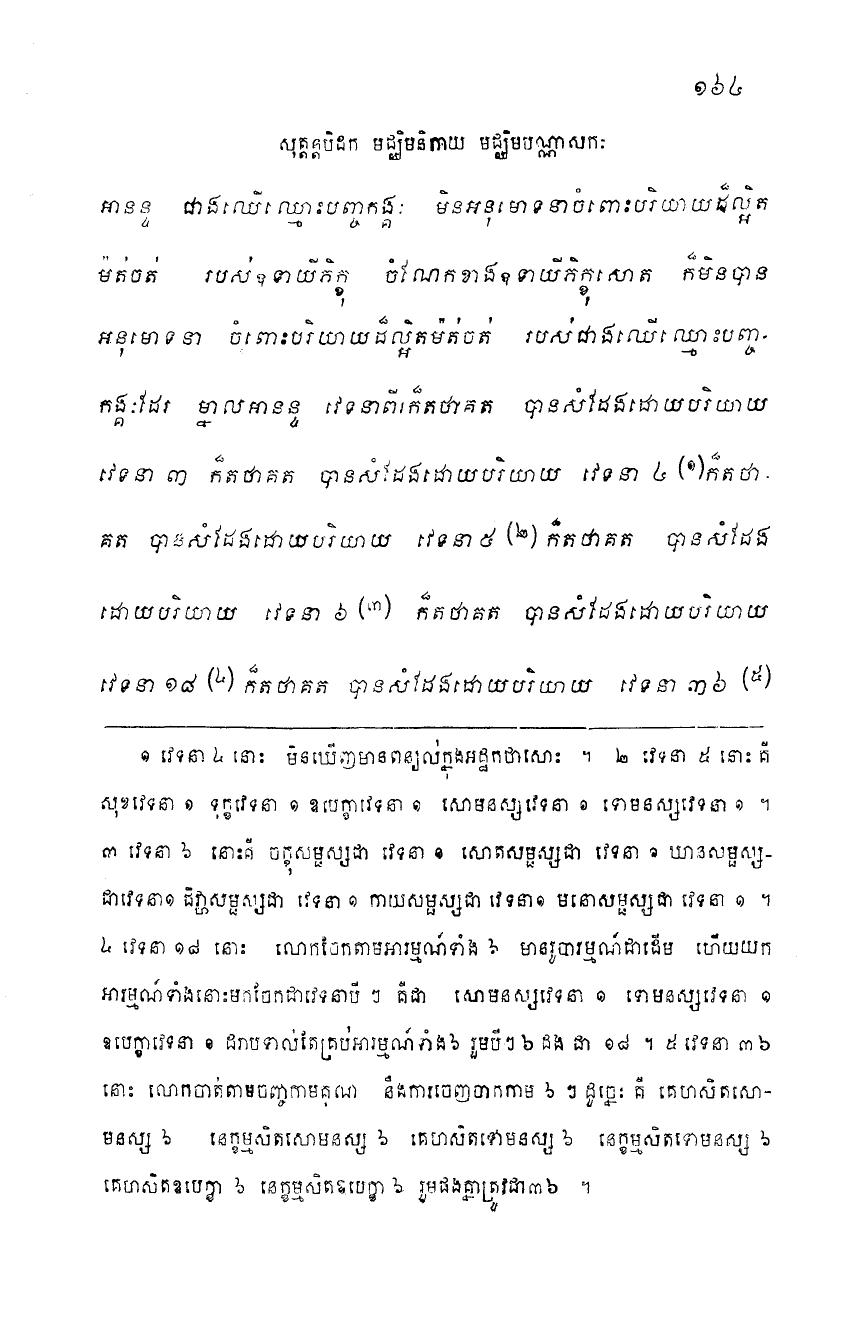 ១៦៤
សុត្តន្តបិដក មជ្ឈិមនិកាយ មជ្ឈិមបណ្ណាសកៈ
អានន្ទ ជាងឈើឈ្មោះបញ្ចកង្គៈ មិនអនុមោទនាចំពោះបរិយាយដ៏ល្អិត
ម៉ត់ចត់ របស់ឧទាយីភិក្ខុ ចំណែកខាងឧទាយីភិក្ខុសោត ក៏មិនបាន
អនុមោទនា ចំពោះបរិយាយដ៏ល្អិតម៉ត់ចត់ របស់ជាងឈើឈ្មោះបញ្ច-
កង្គៈដែរ ម្នាលអានន្ទ វេទនាពីរក៏តថាគត បានសំដែងដោយបរិយាយ
វេទនា ៣ ក៏តថាគត បានសំដែងដោយបរិយាយ វេទនា ៤ (១)ក៏តថា-
គត បានសំដែងដោយបរិយាយ វេទនា ៥ (២) ក៏តថាគត បានសំដែង
ដោយបរិយាយ វេទនា ៦ (៣) ក៏តថាគត បានសំដែងដោយបរិយាយ
វេទនា ១៨ (៤) ក៏តថាគត បានសំដែងដោយបរិយាយ វេទនា ៣៦ (៥)
១ វេទនា ៤ នោះ មិនឃើញមានពន្យល់ក្នុងអដ្ឋកថាសោះ ។ ២ វេទនា ៥ នោះ គឺ
សុខវេទនា ១ ទុក្ខវេទនា ១ ឧបេក្ខាវេទនា ១ សោមនស្សវេទនា ១ ទោមនស្សវេទនា ១ ។
៣ វេទនា ៦ នោះគឺ ចក្ខុសម្ផស្សជា វេទនា ១ សោតសម្ផស្សជា វេទនា ១ ឃានសម្ផស្ស-
ជាវេទនា១ ជិវ្ហាសម្ផស្សជា វេទនា ១ កាយសម្ផស្សជា វេទនា១ មនោសម្ផស្សជា វេទនា ១ ។
៤ វេទនា ១៨ នោះ លោកចែកតាមអារម្មណ៍ទាំង ៦ មានរូបារម្មណ៍ជាដើម ហើយយក
អារម្មណ៍ទាំងនោះមកចែកជាវេទនាបី ៗ គឺជា សោមនស្សវេទនា ១ ទោមនស្សវេទនា ១
ឧបេក្ខាវេទនា ១ ដរាបទាល់តែគ្រប់អារម្មណ៍ទាំង៦ រួមបីៗ ៦ ដង ជា ១៨ ។ ៥ វេទនា ៣៦
នោះ លោកចាត់តាមចញ្ចកាមគុណ នឹងការចេញចាកកាម ៦ ៗ ដូច្នេះ គឺ គេហសិតសោ-
មនស្ស ៦ នេក្ខម្មសិតសោមនស្ស ៦ គេហសិតទោមនស្ស ៦ នេក្ខម្មសិតទោមនស្ស ៦
គេហសិតឧបេក្ខា ៦ នេក្ខម្មសិតឧបេក្ខា ៦ រួមផងគ្នាត្រូវជា៣៦ ។